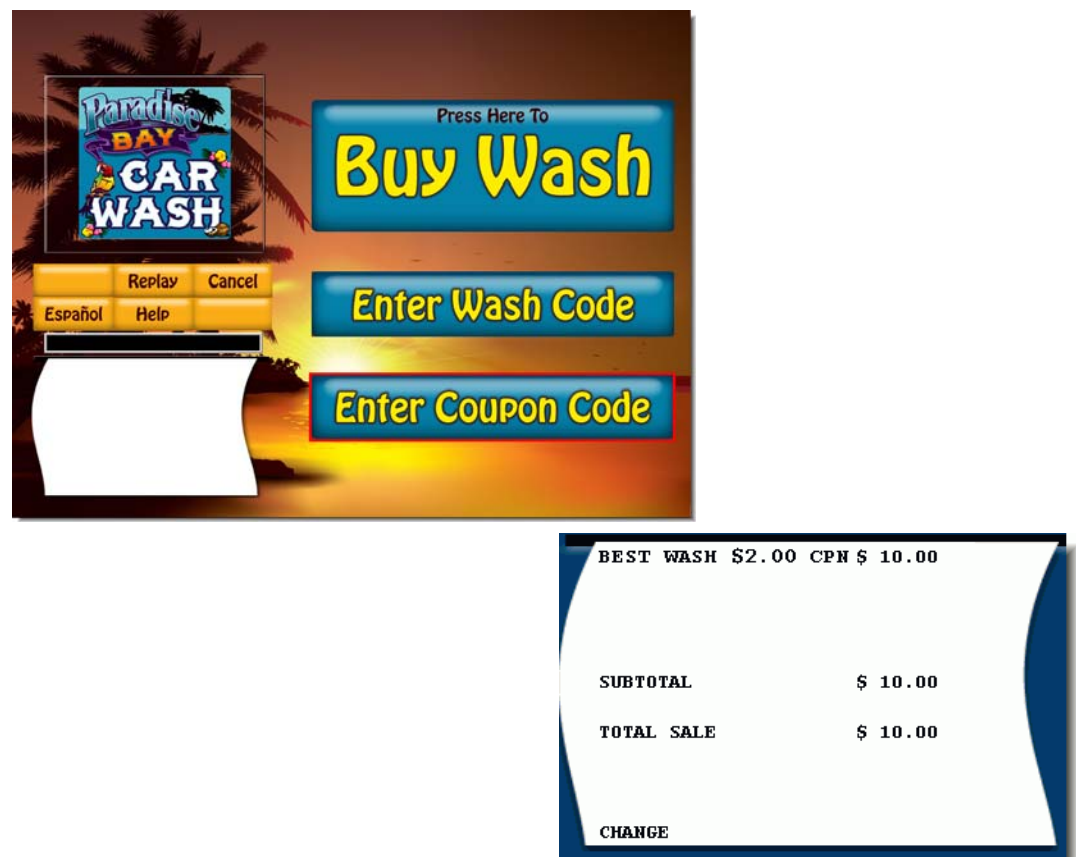 Paradise
BAY
CAR
WASH
Press Here To
Buy Wash
Replay Cancel
Español Help
Enter Wash Code
Enter Coupon Code
BEST WASH $2.00 CPN $ 10.00
SUBTOTAL $ 10.00
TOTAL SALE $ 10.00
CHANGE